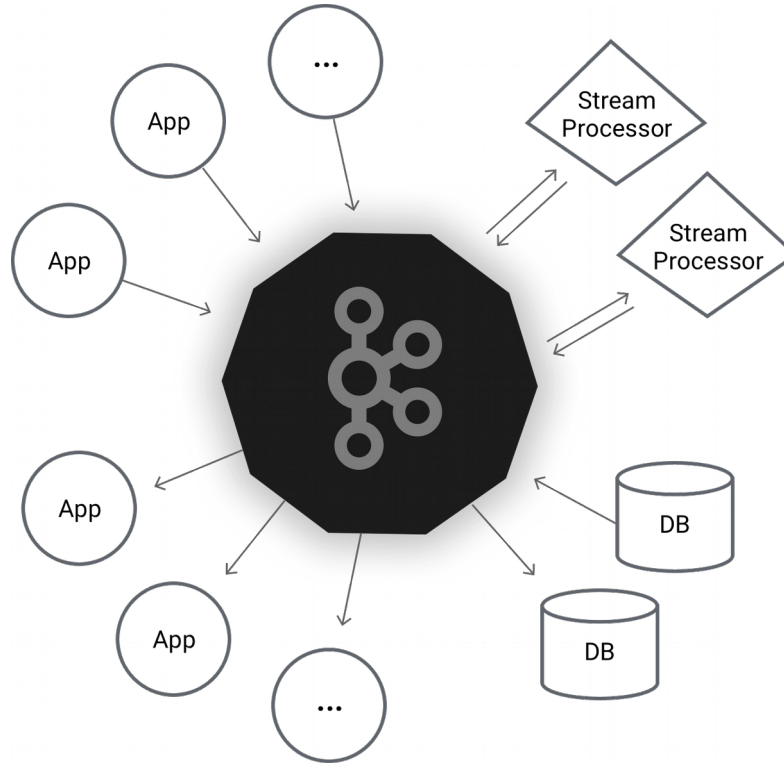 ...
App
Stream
Processor
App
Stream
Processor
App
DB
App
DB
...